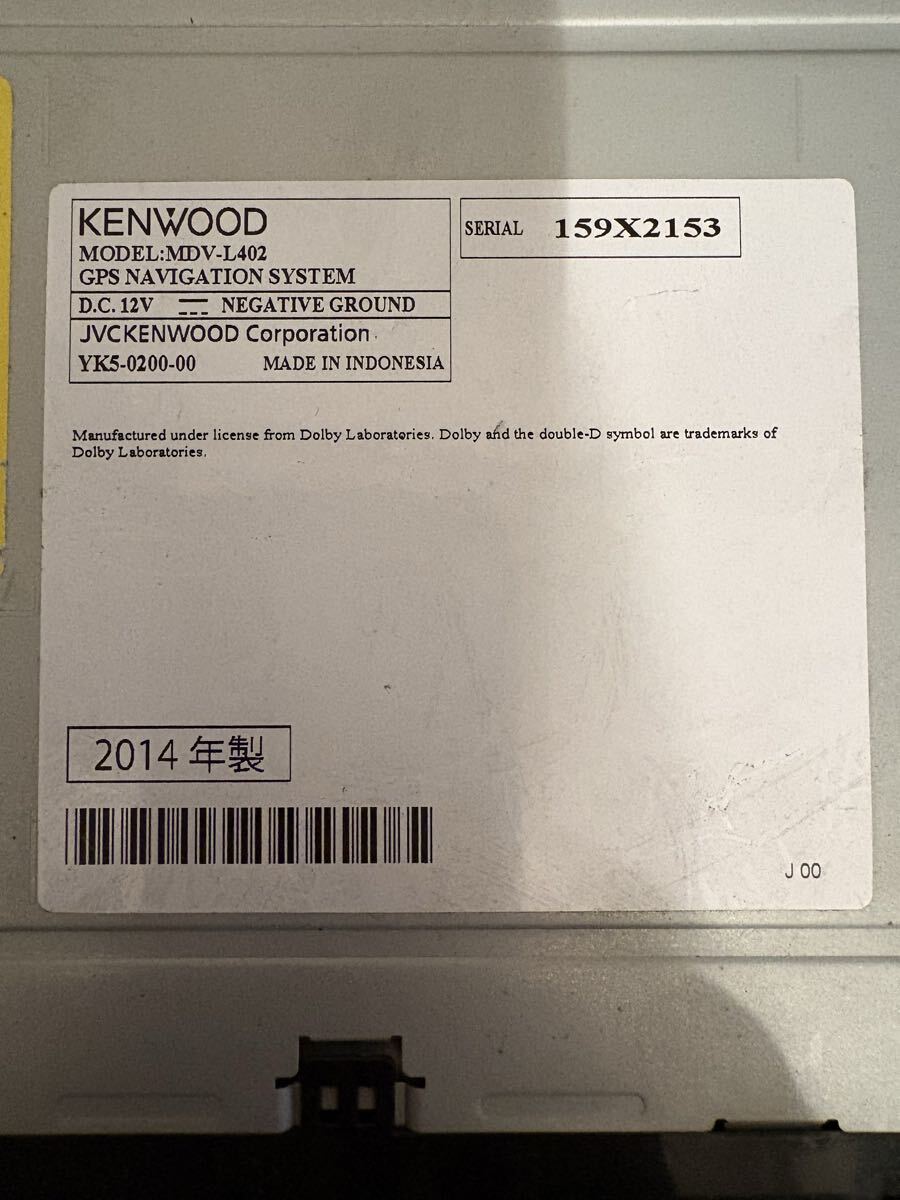 KENWOOD
MODEL:MDV-L402
GPS NAVIGATION SYSTEM
D.C. 12V NEGATIVE GROUND
JVCKENWOOD Corporation
YK5-0200-00 MADE IN INDONESIA
SERIAL 159X2153
Manufactured under license from Dolby Laboratories. Dolby and the double-D symbol are trademarks of
Dolby Laboratories.
2014 年製
J 00